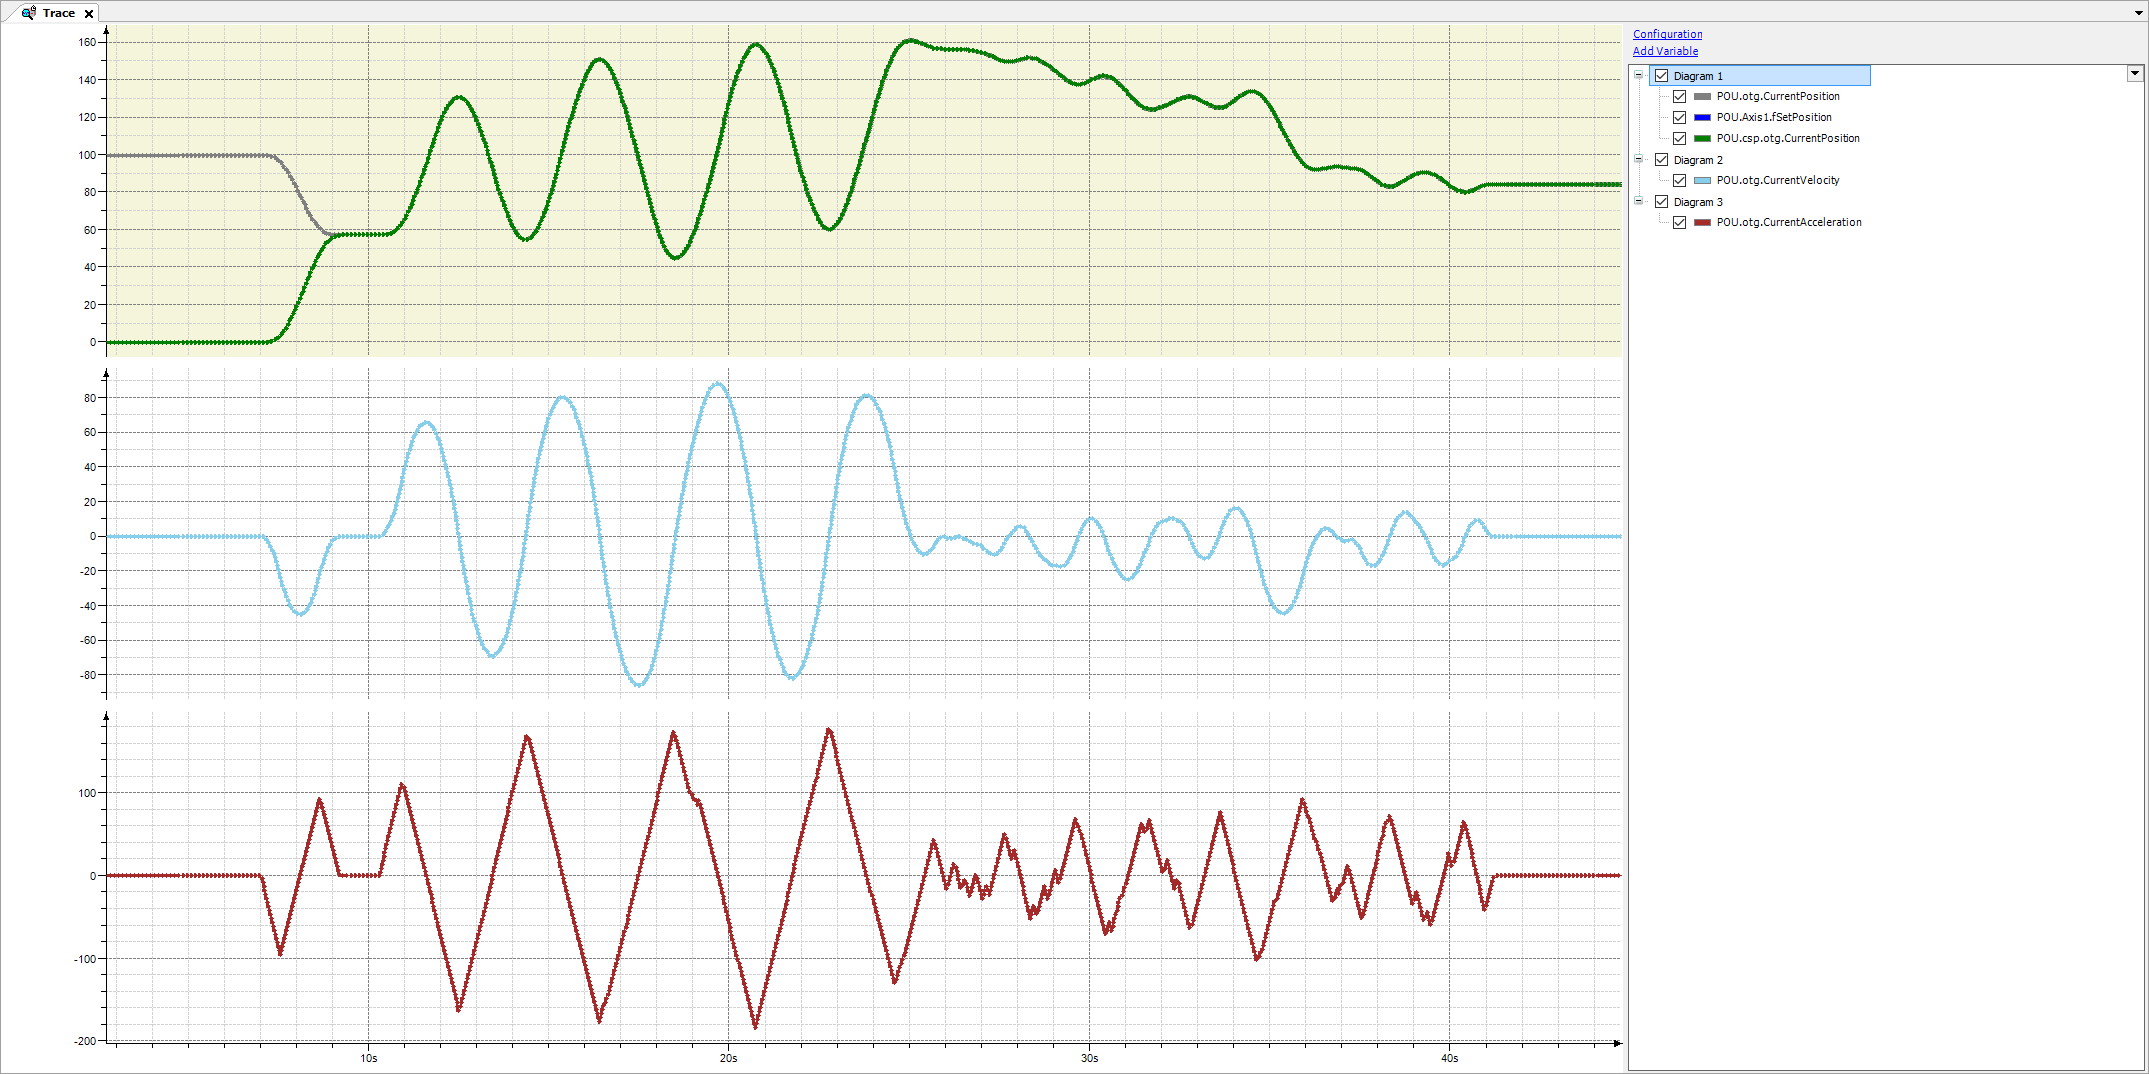 Trace
Configuration
Add Variable
Diagram 1
POU.otg.CurrentPosition
POU.Axis1.fSetPosition
POU.csp.otg.CurrentPosition
Diagram 2
POU.otg.CurrentVelocity
Diagram 3
POU.otg.CurrentAcceleration
160
140
120
100
80
60
40
20
0
80
60
40
20
0
-20
-40
-60
-80
100
0
-100
-200
10s 20s 30s 40s